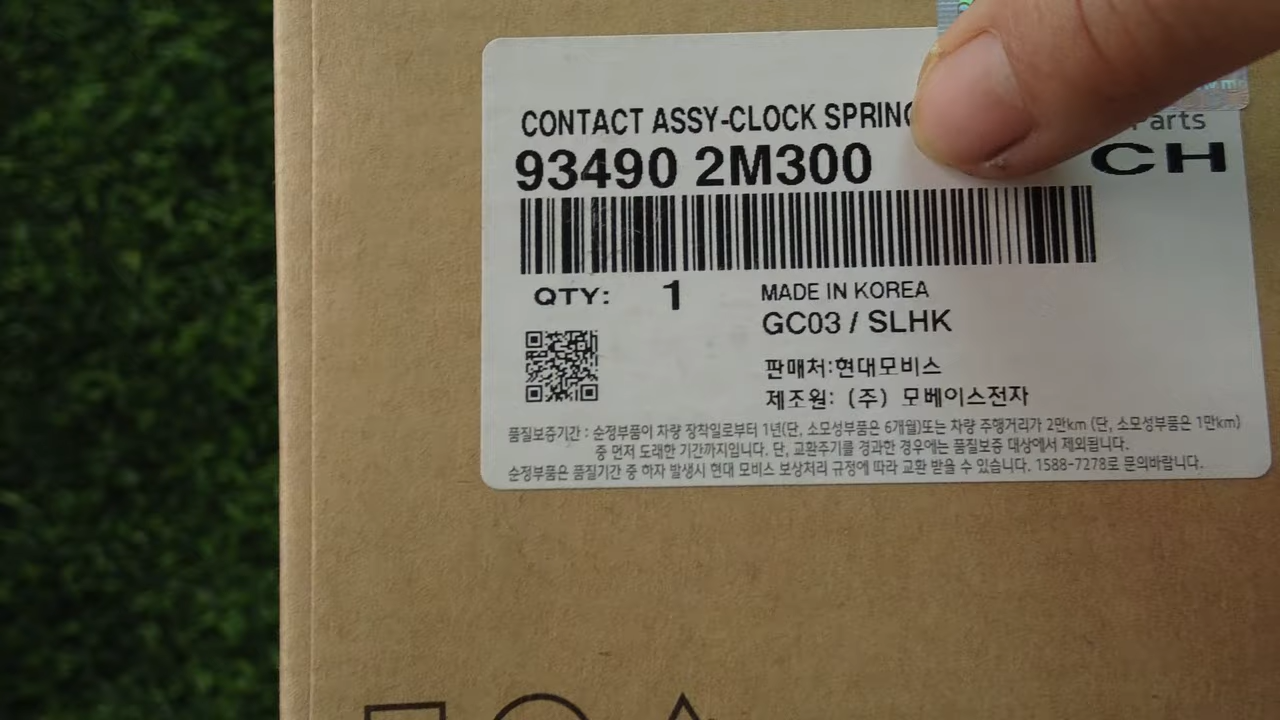 CONTACT ASSY-CLOCK SPRING
Parts
93490 2M300
CH
QTY: 1
MADE IN KOREA
GC03 / SLHK
판매처:현대모비스
제조원: (주) 모베이스전자
품질보증기간 : 순정부품이 차량 장착일로부터 1년(단, 소모성부품은 6개월)또는 차량 주행거리가 2만km (단, 소모성부품은 1만km)
중 먼저 도래한 기간까지입니다. 단, 교환주기를 경과한 경우에는 품질보증 대상에서 제외됩니다.
순정부품은 품질기간 중 하자 발생시 현대 모비스 보상처리 규정에 따라 교환 받을 수 있습니다. 1588-7278로 문의바랍니다.